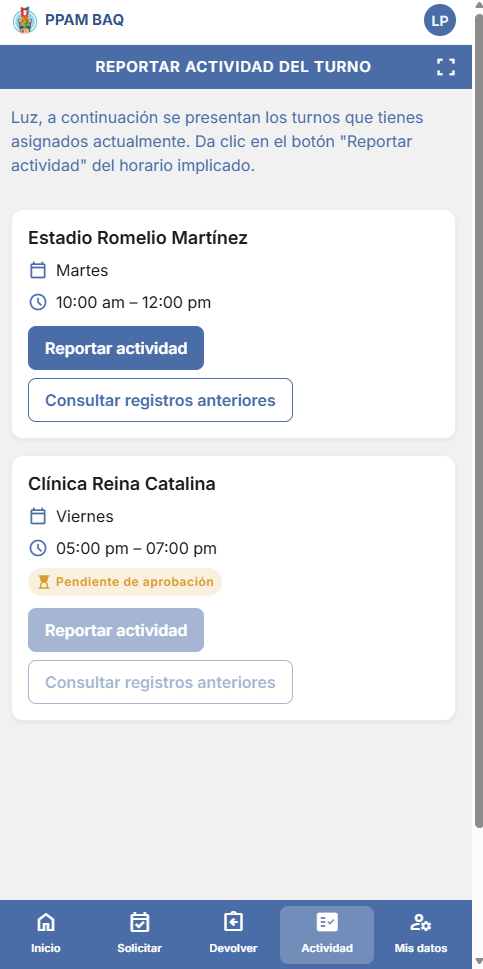 PPAM BAQ
LP
REPORTAR ACTIVIDAD DEL TURNO
Luz, a continuación se presentan los turnos que tienes
asignados actualmente. Da clic en el botón "Reportar
actividad" del horario implicado.
Estadio Romelio Martínez
Martes
10:00 am – 12:00 pm
Reportar actividad
Consultar registros anteriores
Clínica Reina Catalina
Viernes
05:00 pm – 07:00 pm
Pendiente de aprobación
Reportar actividad
Consultar registros anteriores
Inicio
Solicitar
Devolver
Actividad
Mis datos